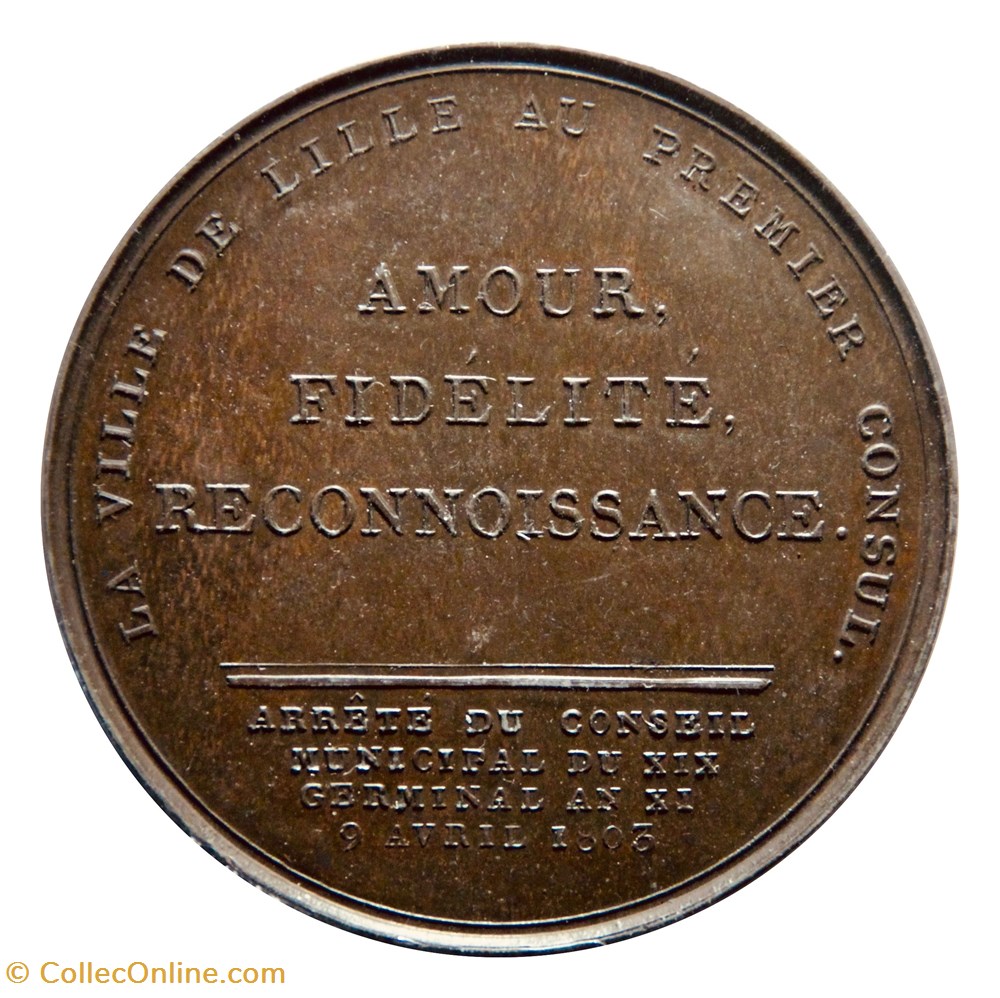 LA VILLE DE LILLE AU PREMIER CONSUL.
AMOUR,
FIDÉLITÉ,
RECONNOISSANCE.
ARRÊTÉ DU CONSEIL
MUNICIPAL DU XIX
GERMINAL AN XI
9 AVRIL 1803
© CollecOnline.com